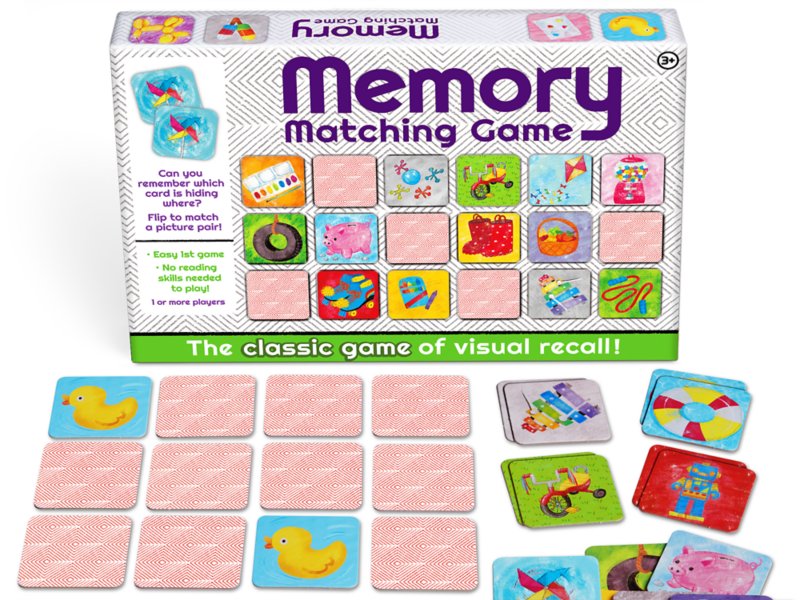 Memory
Matching Game
3+
Memory
Matching Game
Can you
remember which
card is hiding
where?
Flip to match
a picture pair!
• Easy 1st game
• No reading
skills needed
to play!
1 or more players
The classic game of visual recall!